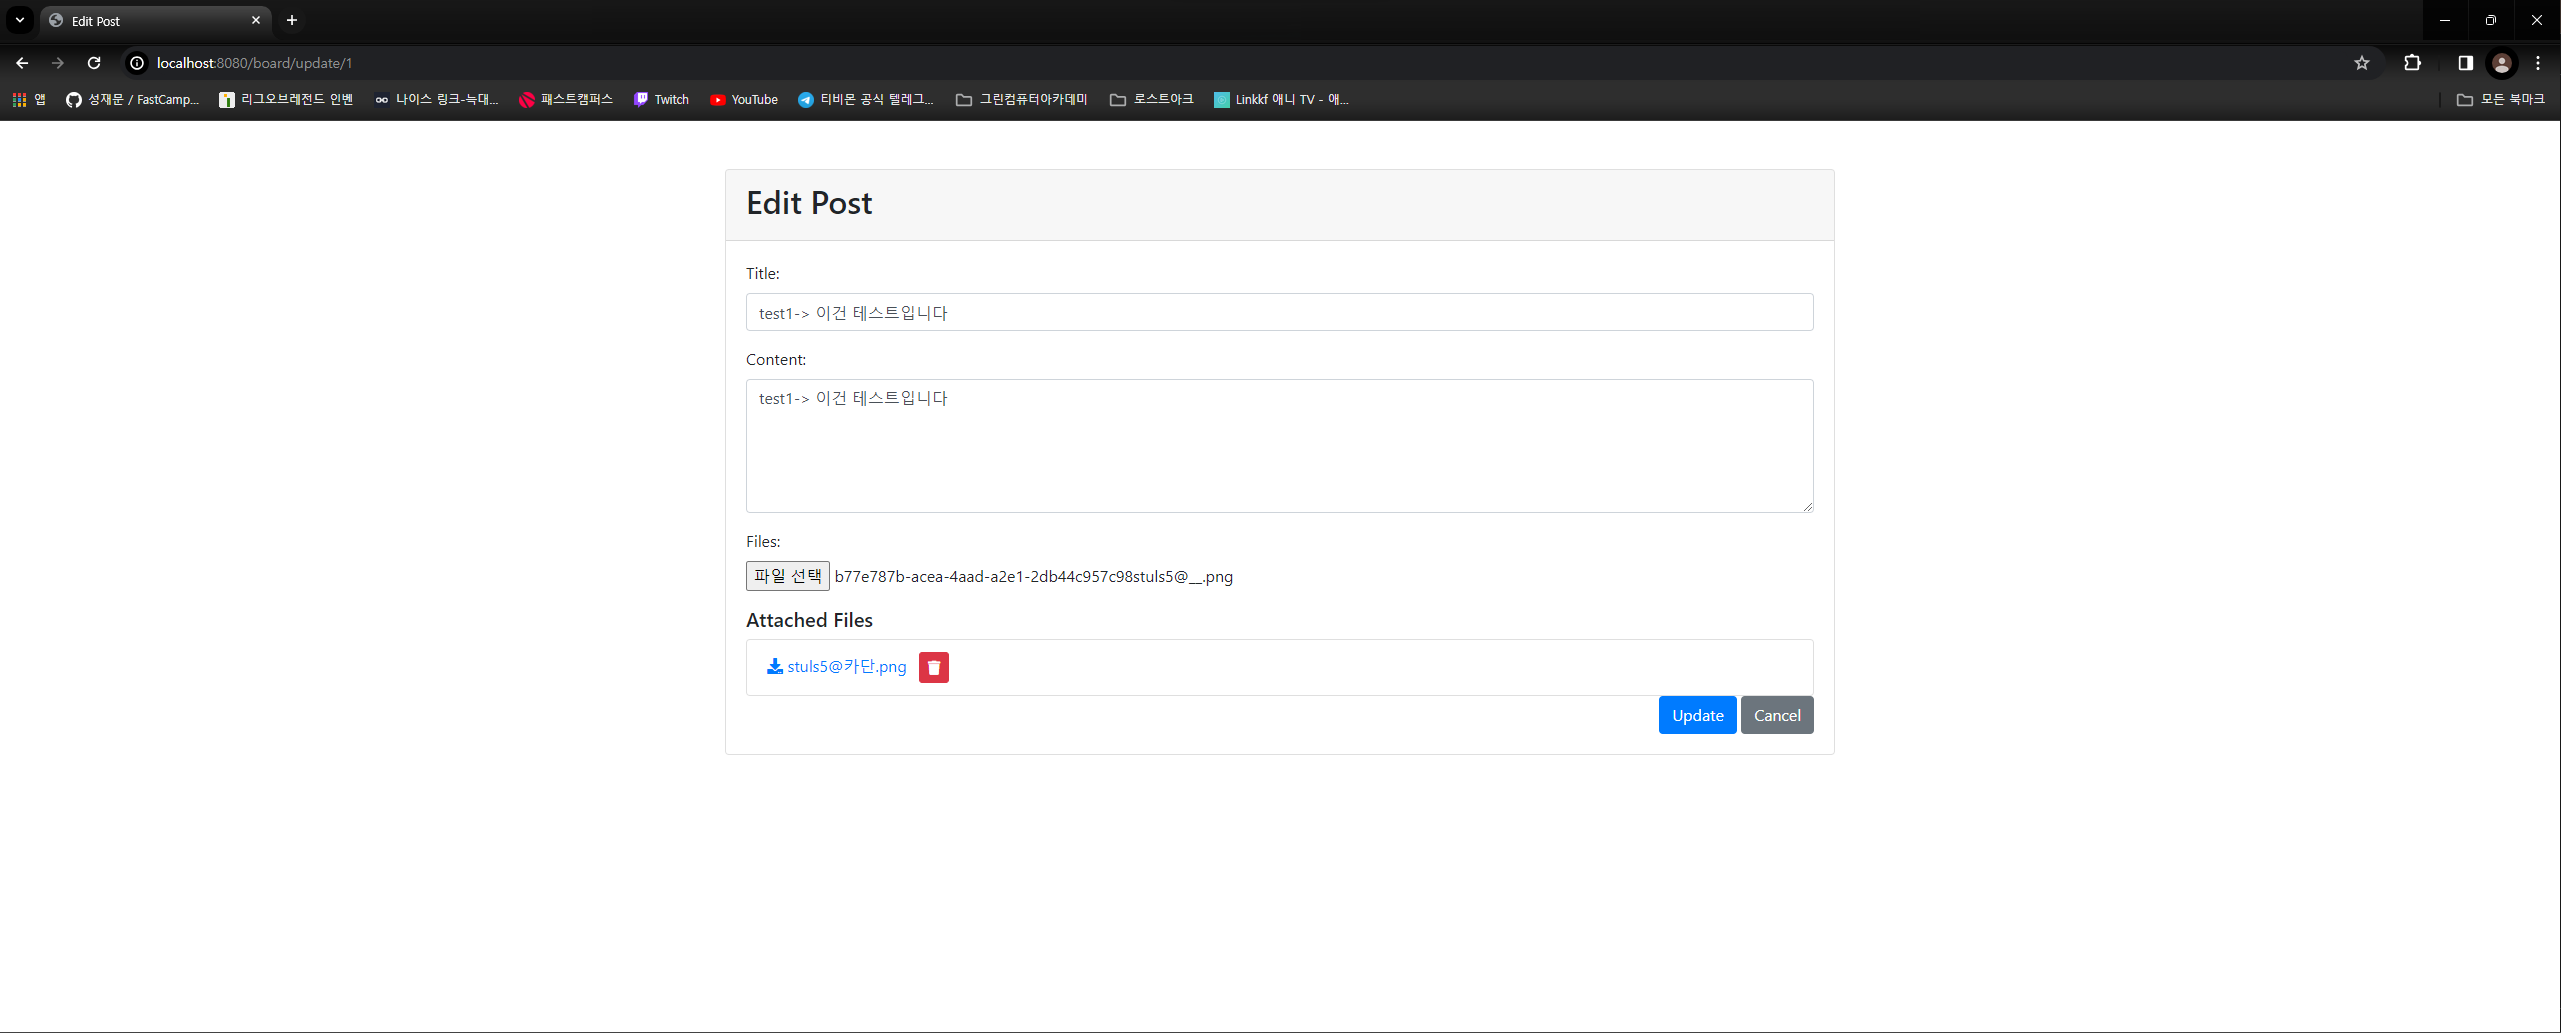 Edit Post
localhost:8080/board/update/1
앱
성재문 / FastCamp...
리그오브레전드 인벤
나이스 링크-늑대...
패스트캠퍼스
Twitch
YouTube
티비몬 공식 텔레그...
그린컴퓨터아카데미
로스트아크
Linkkf 애니 TV - 애...
모든 북마크
Edit Post
Title:
test1-> 이건 테스트입니다
Content:
test1-> 이건 테스트입니다
Files:
파일 선택 b77e787b-acea-4aad-a2e1-2db44c957c98stuls5@__.png
Attached Files
stuls5@카단.png
Update Cancel